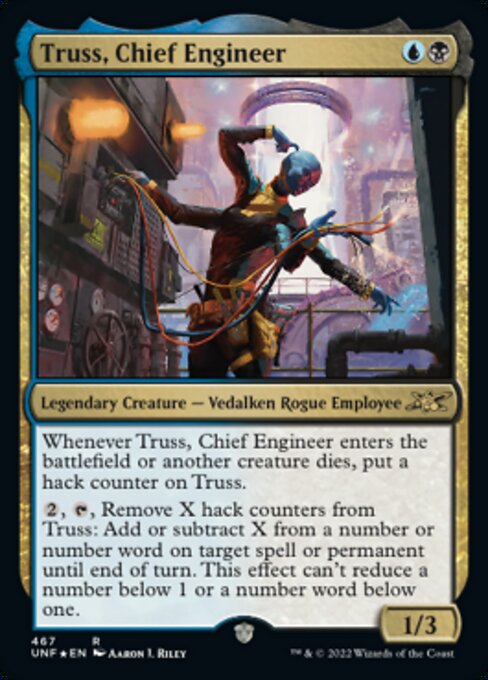 Truss, Chief Engineer
Legendary Creature — Vedalken Rogue Employee
Whenever Truss, Chief Engineer enters the
battlefield or another creature dies, put a
hack counter on Truss.
2, T, Remove X hack counters from
Truss: Add or subtract X from a number or
number word on target spell or permanent
until end of turn. This effect can't reduce a
number below 1 or a number word below
one.
1/3
467 R
UNF★EN Aaron J. Riley
™ & © 2022 Wizards of the Coast